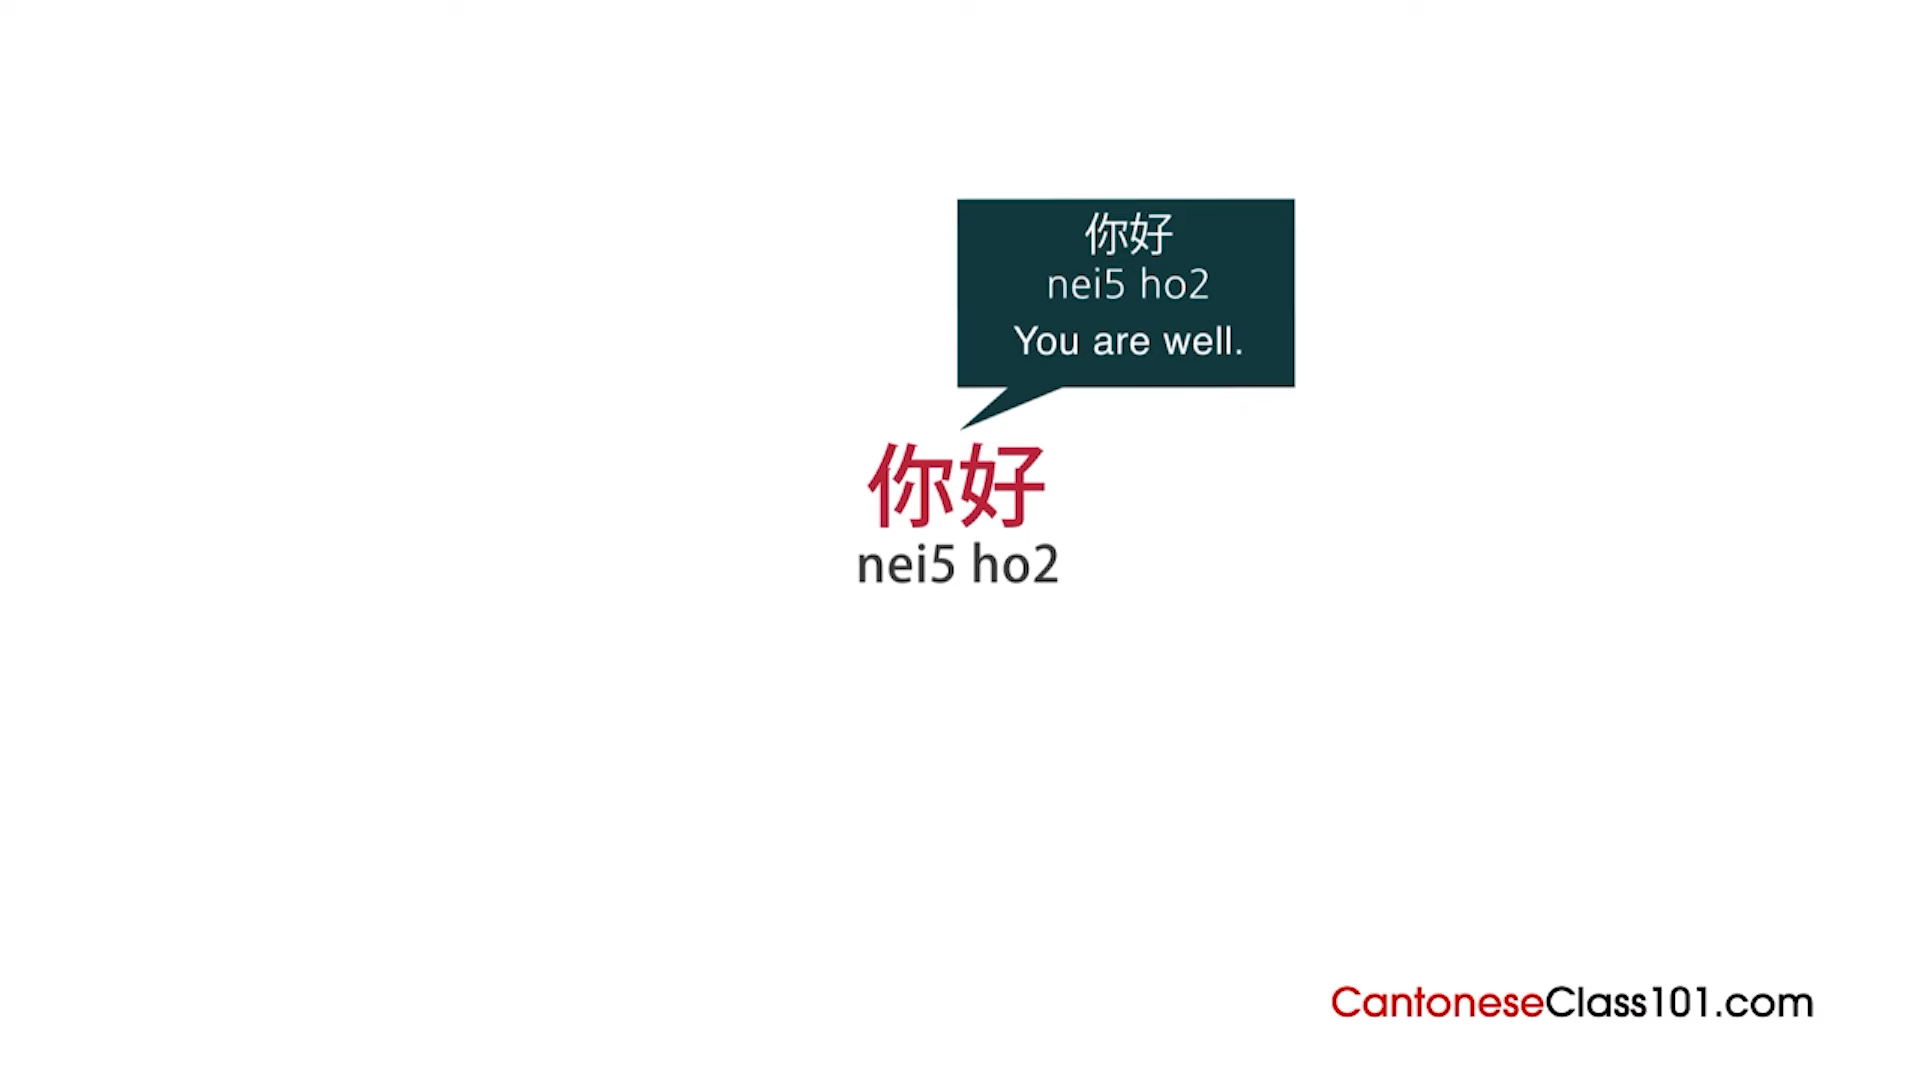 你好
nei5 ho2
You are well.
你好
nei5 ho2
CantoneseClass101.com